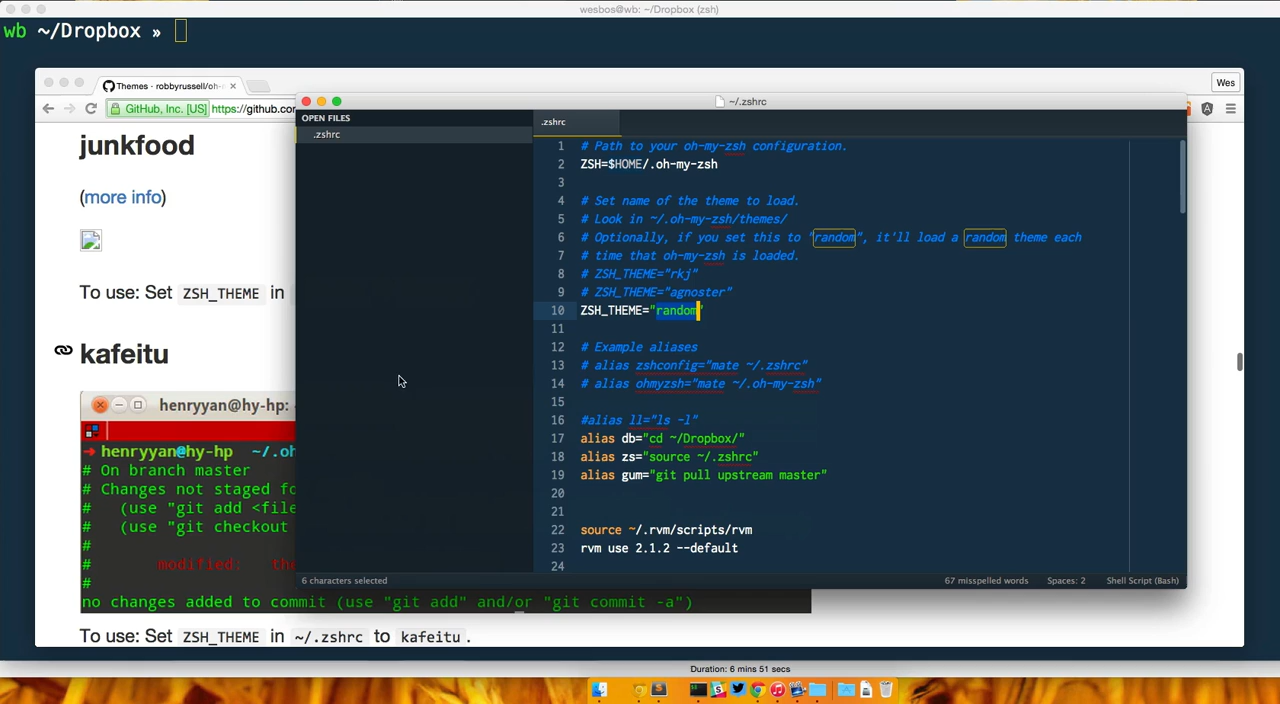 wesbos@wb: ~/Dropbox (zsh)
wb ~/Dropbox »
Themes · robbyrussell/oh-
Wes
GitHub, Inc. [US] https://github.con
junkfood
(more info)
To use: Set ZSH_THEME in
kafeitu
henryyan@hy-hp:
→ henryyan@hy-hp ~/.oh
# On branch master
# Changes not staged fo
# (use "git add <file
# (use "git checkout
#
# modified: the
#
no changes added to commit (use "git add" and/or "git commit -a")
To use: Set ZSH_THEME in ~/.zshrc to kafeitu .
~/.zshrc
OPEN FILES
.zshrc
.zshrc
1 # Path to your oh-my-zsh configuration.
2 ZSH=$HOME/.oh-my-zsh
3
4 # Set name of the theme to load.
5 # Look in ~/.oh-my-zsh/themes/
6 # Optionally, if you set this to "random", it'll load a random theme each
7 # time that oh-my-zsh is loaded.
8 # ZSH_THEME="rkj"
9 # ZSH_THEME="agnoster"
10 ZSH_THEME="random"
11
12 # Example aliases
13 # alias zshconfig="mate ~/.zshrc"
14 # alias ohmyzsh="mate ~/.oh-my-zsh"
15
16 #alias ll="ls -l"
17 alias db="cd ~/Dropbox/"
18 alias zs="source ~/.zshrc"
19 alias gum="git pull upstream master"
20
21
22 source ~/.rvm/scripts/rvm
23 rvm use 2.1.2 --default
24
6 characters selected
67 misspelled words
Spaces: 2
Shell Script (Bash)
Duration: 6 mins 51 secs